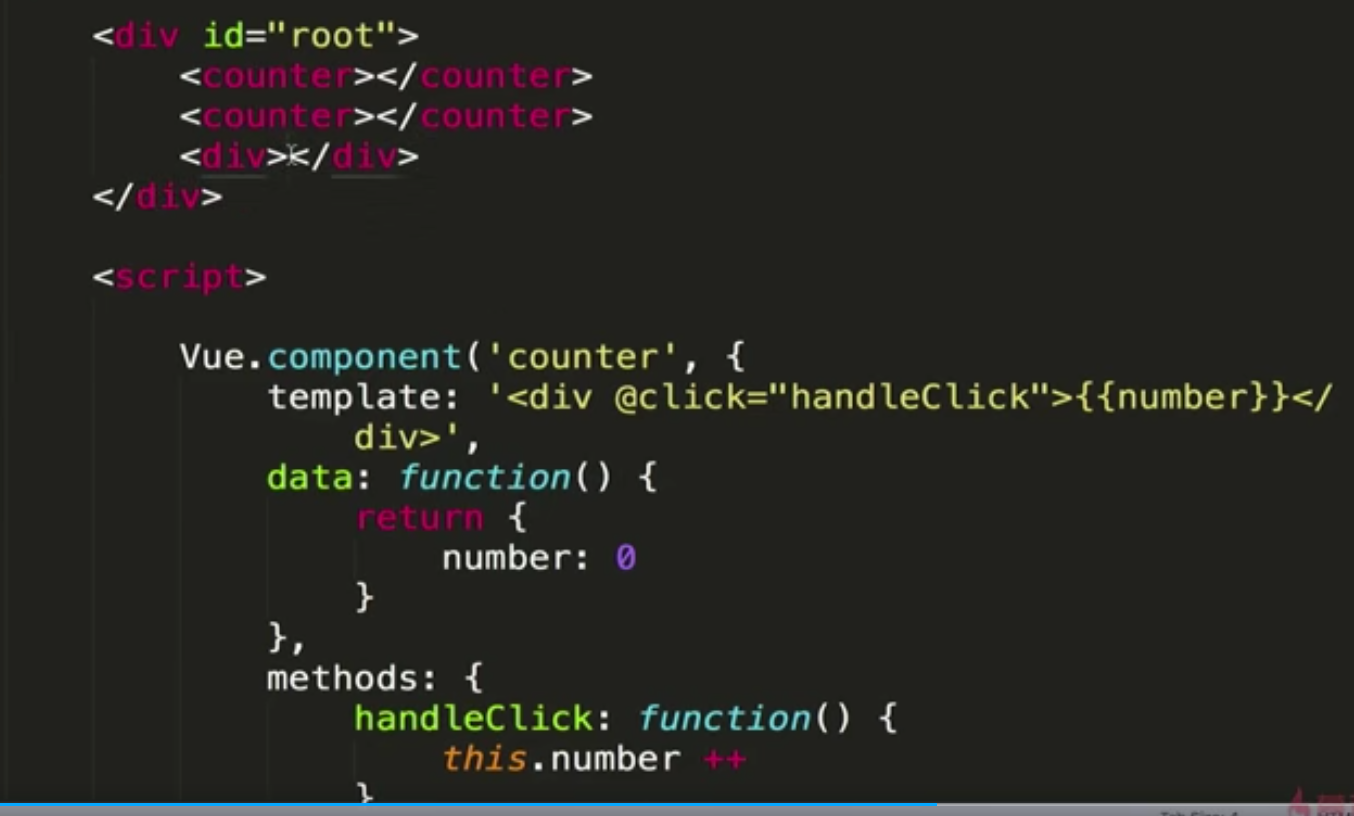 <div id="root">
<counter></counter>
<counter></counter>
<div></div>
</div>
<script>
Vue.component('counter', {
template: '<div @click="handleClick">{{number}}</
div>',
data: function() {
return {
number: 0
}
},
methods: {
handleClick: function() {
this.number ++
}